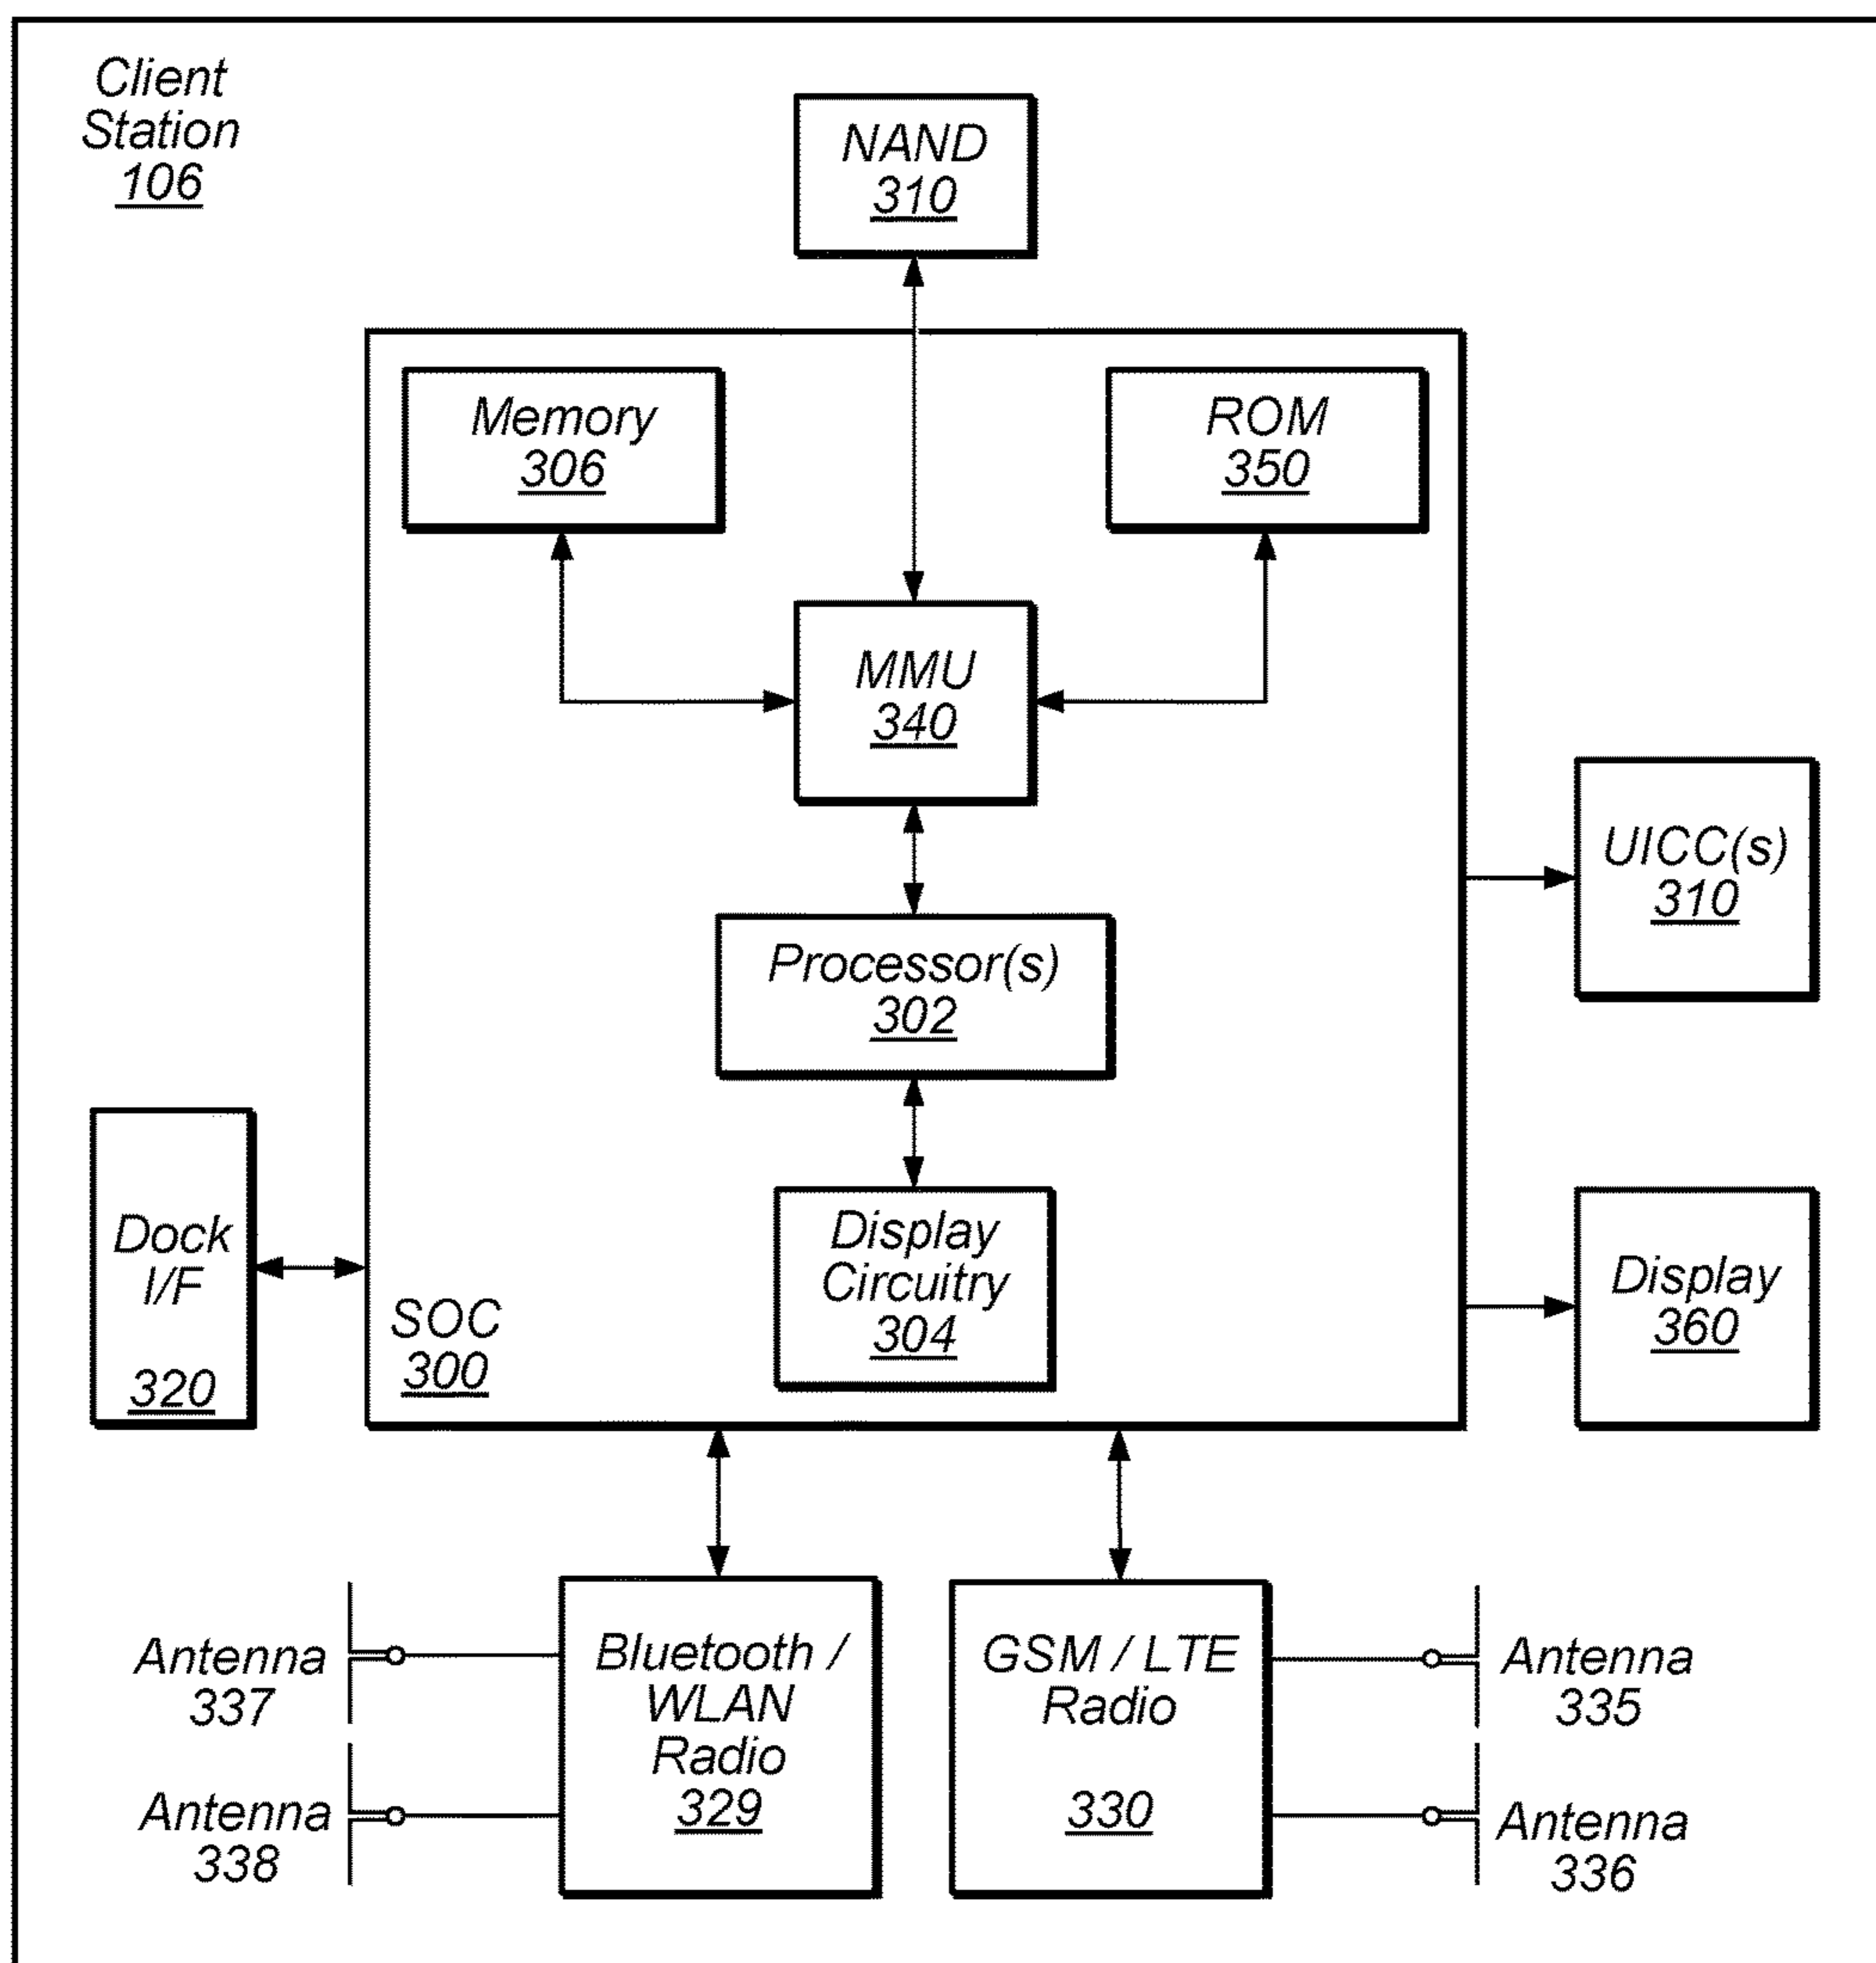 Client
Station
106
NAND
310
Memory
306
ROM
350
MMU
340
UICC(s)
310
Processor(s)
302
Dock
I/F
320
Display
Circuitry
304
SOC
300
Display
360
Antenna
337
Antenna
338
Bluetooth /
WLAN
Radio
329
GSM / LTE
Radio
330
Antenna
335
Antenna
336